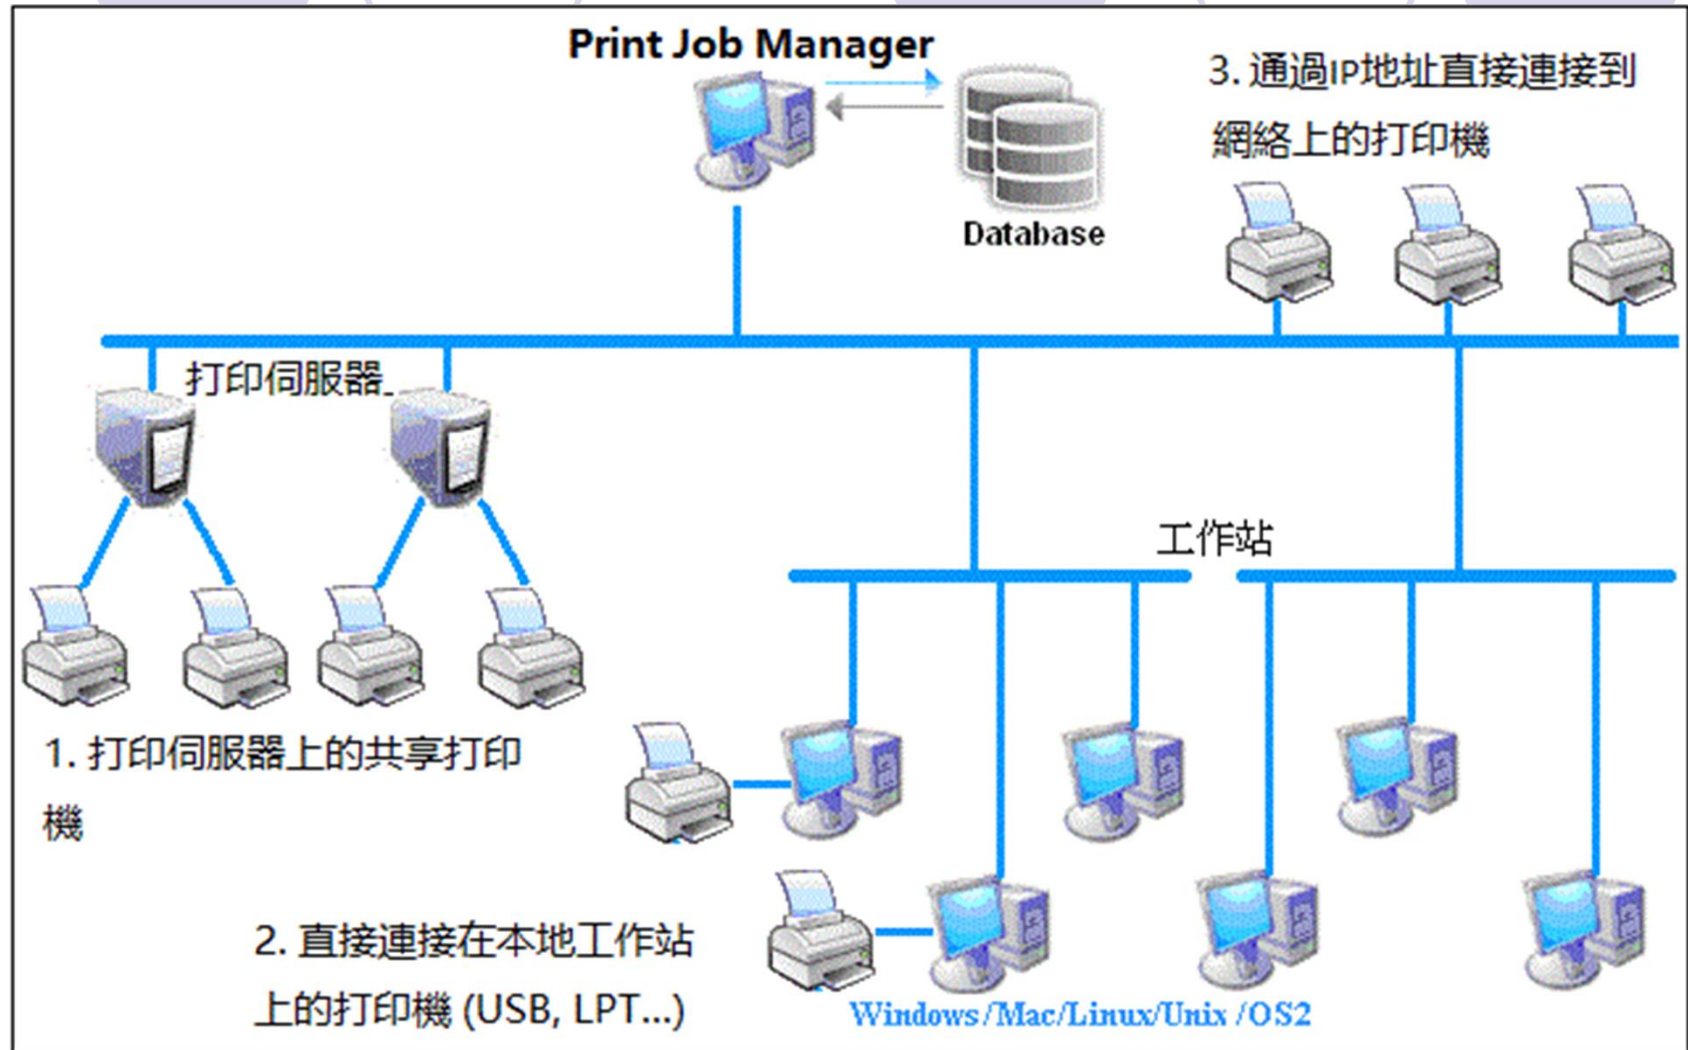 Print Job Manager
Database
3. 通過IP地址直接連接到
網絡上的打印機
打印伺服器
工作站
1. 打印伺服器上的共享打印
機
2. 直接連接在本地工作站
上的打印機 (USB, LPT...)
Windows/Mac/Linux/Unix /OS2